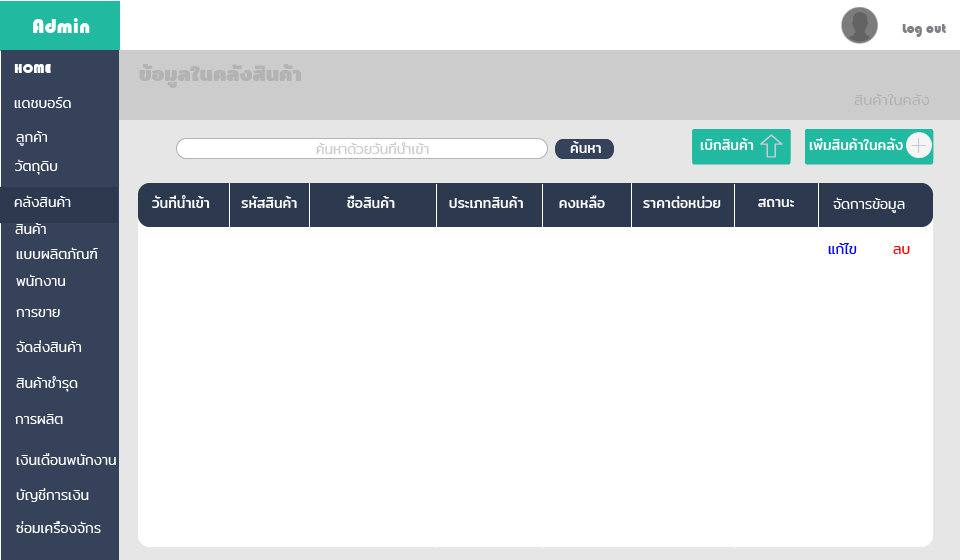 Admin
Log out
HOME
แดชบอร์ด
ลูกค้า
วัตถุดิบ
คลังสินค้า
สินค้า
แบบผลิตภัณฑ์
พนักงาน
การขาย
จัดส่งสินค้า
สินค้าชำรุด
การผลิต
เงินเดือนพนักงาน
บัญชีการเงิน
ซ่อมเครื่องจักร
ข้อมูลในคลังสินค้า
สินค้าในคลัง
ค้นหาด้วยวันที่นำเข้า ค้นหา เบิกสินค้า เพิ่มสินค้าในคลัง
วันที่นำเข้า รหัสสินค้า ชื่อสินค้า ประเภทสินค้า คงเหลือ ราคาต่อหน่วย สถานะ จัดการข้อมูล
แก้ไข ลบ